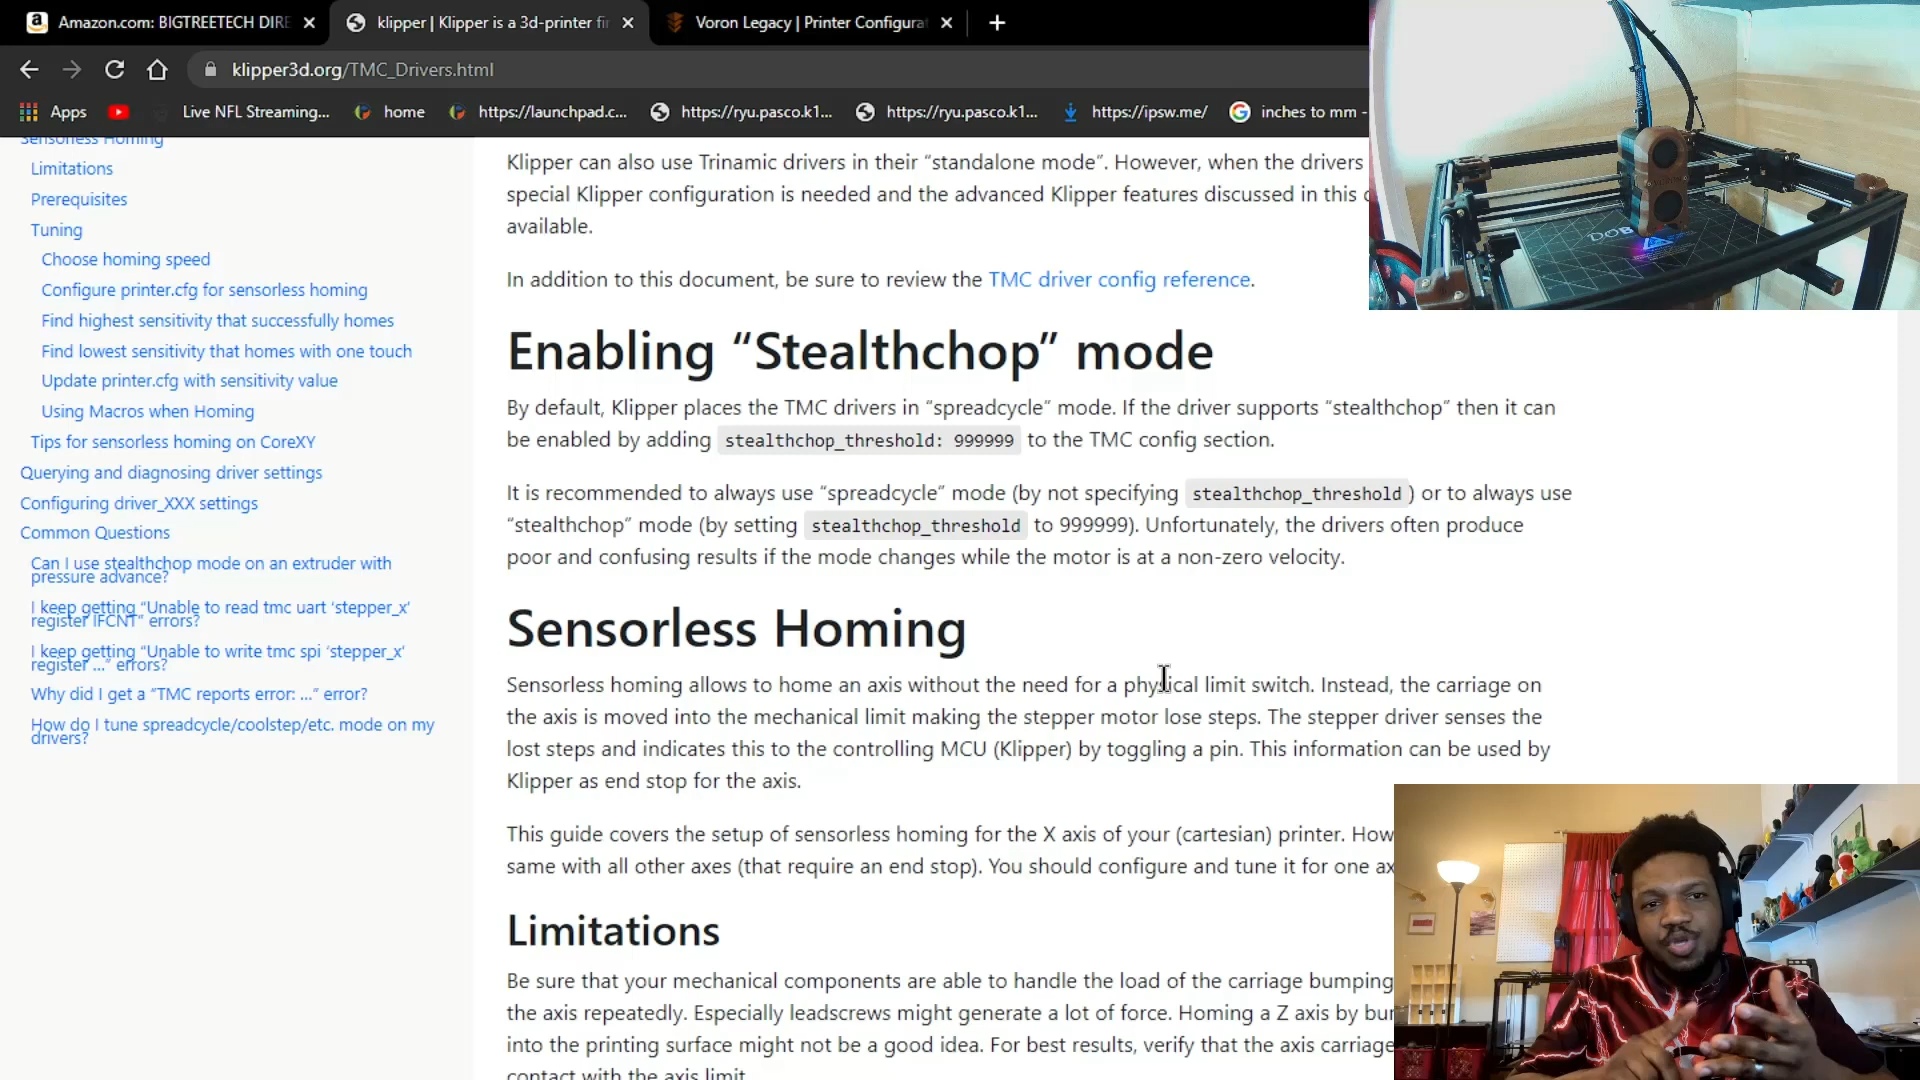 Amazon.com: BIGTREETECH DIRE
klipper | Klipper is a 3d-printer fir
Voron Legacy | Printer Configurat
klipper3d.org/TMC_Drivers.html
Apps
Live NFL Streaming...
home
https://launchpad.c...
https://ryu.pasco.k1...
https://ryu.pasco.k1...
https://ipsw.me/
inches to mm -
Sensorless Homing
Limitations
Prerequisites
Tuning
Choose homing speed
Configure printer.cfg for sensorless homing
Find highest sensitivity that successfully homes
Find lowest sensitivity that homes with one touch
Update printer.cfg with sensitivity value
Using Macros when Homing
Tips for sensorless homing on CoreXY
Querying and diagnosing driver settings
Configuring driver_XXX settings
Common Questions
Can I use stealthchop mode on an extruder with
pressure advance?
I keep getting “Unable to read tmc uart ‘stepper_x’
register IFCNT” errors?
I keep getting “Unable to write tmc spi ‘stepper_x’
register ...” errors?
Why did I get a “TMC reports error: ...” error?
How do I tune spreadcycle/coolstep/etc. mode on my
drivers?
Klipper can also use Trinamic drivers in their “standalone mode”. However, when the drivers
special Klipper configuration is needed and the advanced Klipper features discussed in this
available.
In addition to this document, be sure to review the TMC driver config reference.
Enabling “Stealthchop” mode
By default, Klipper places the TMC drivers in “spreadcycle” mode. If the driver supports “stealthchop” then it can
be enabled by adding stealthchop_threshold: 999999 to the TMC config section.
It is recommended to always use “spreadcycle” mode (by not specifying stealthchop_threshold) or to always use
“stealthchop” mode (by setting stealthchop_threshold to 999999). Unfortunately, the drivers often produce
poor and confusing results if the mode changes while the motor is at a non-zero velocity.
Sensorless Homing
Sensorless homing allows to home an axis without the need for a physical limit switch. Instead, the carriage on
the axis is moved into the mechanical limit making the stepper motor lose steps. The stepper driver senses the
lost steps and indicates this to the controlling MCU (Klipper) by toggling a pin. This information can be used by
Klipper as end stop for the axis.
This guide covers the setup of sensorless homing for the X axis of your (cartesian) printer. How
same with all other axes (that require an end stop). You should configure and tune it for one ax
Limitations
Be sure that your mechanical components are able to handle the load of the carriage bumping
the axis repeatedly. Especially leadscrews might generate a lot of force. Homing a Z axis by bu
into the printing surface might not be a good idea. For best results, verify that the axis carriage
contact with the axis limit.
DOB